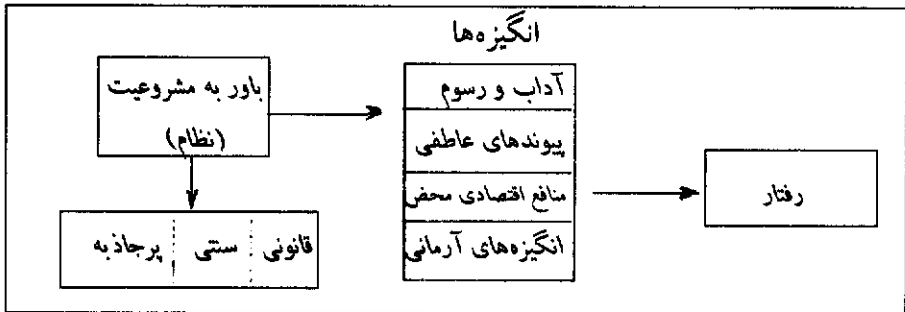 انگیزه‌ها
باور به مشروعیت
(نظام)
قانونی
سنتی
پرجاذبه
آداب و رسوم
پیوندهای عاطفی
منافع اقتصادی محض
انگیزه‌های آرمانی
رفتار